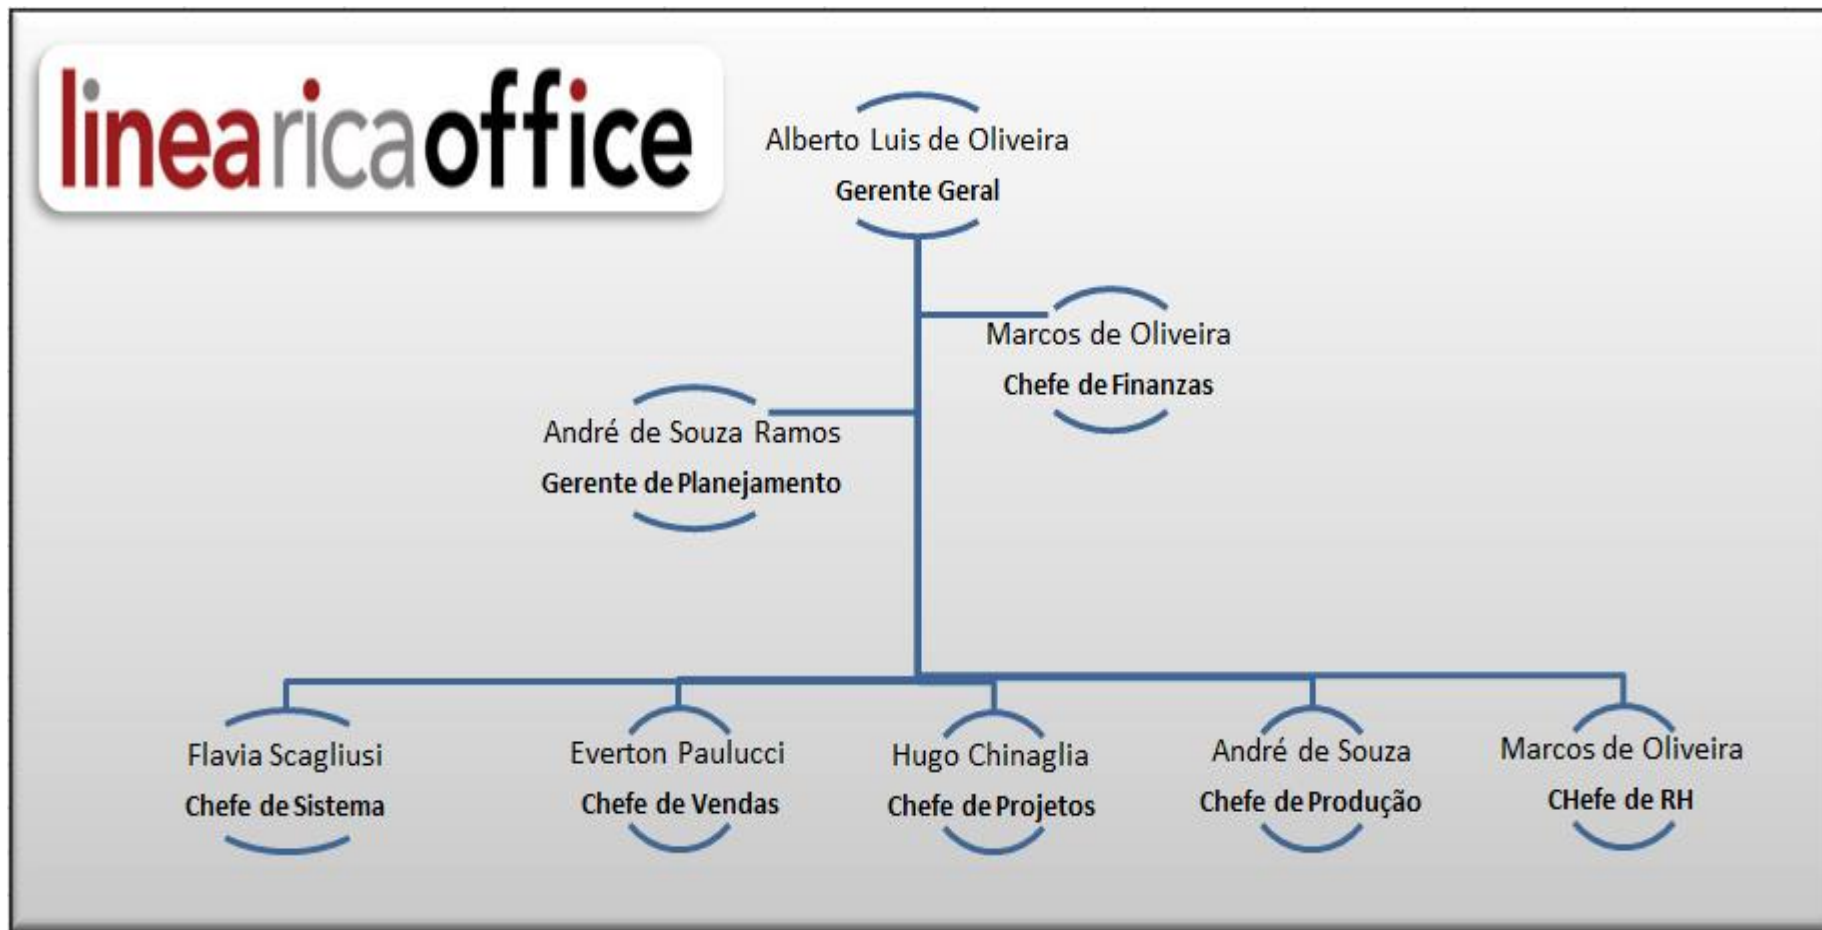 linearicaoffice
Alberto Luis de Oliveira
Gerente Geral
Marcos de Oliveira
Chefe de Finanzas
André de Souza Ramos
Gerente de Planejamento
Flavia Scagliusi
Chefe de Sistema
Everton Paulucci
Chefe de Vendas
Hugo Chinaglia
Chefe de Projetos
André de Souza
Chefe de Produção
Marcos de Oliveira
CHefe de RH